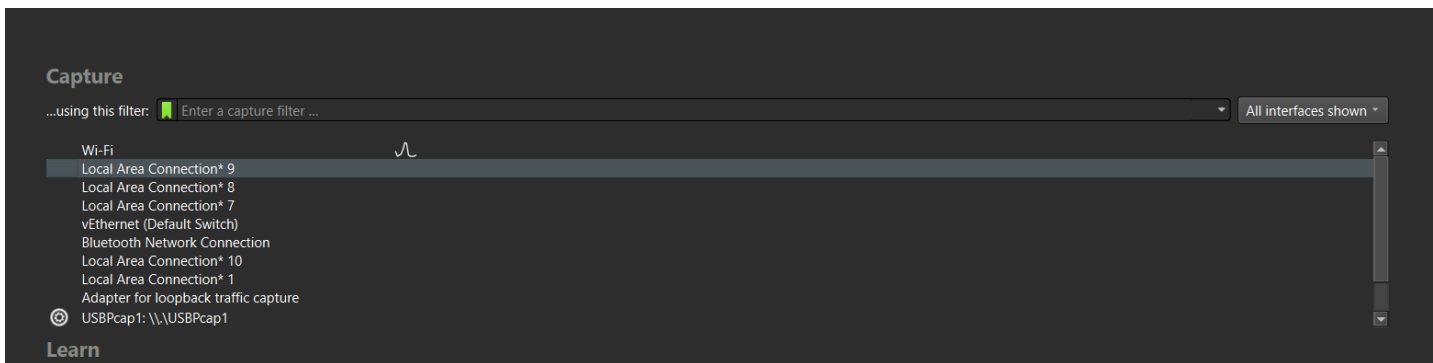 Capture
...using this filter: Enter a capture filter ... All interfaces shown
Wi-Fi
Local Area Connection* 9
Local Area Connection* 8
Local Area Connection* 7
vEthernet (Default Switch)
Bluetooth Network Connection
Local Area Connection* 10
Local Area Connection* 1
Adapter for loopback traffic capture
USBPcap1: \\.\USBPcap1
Learn